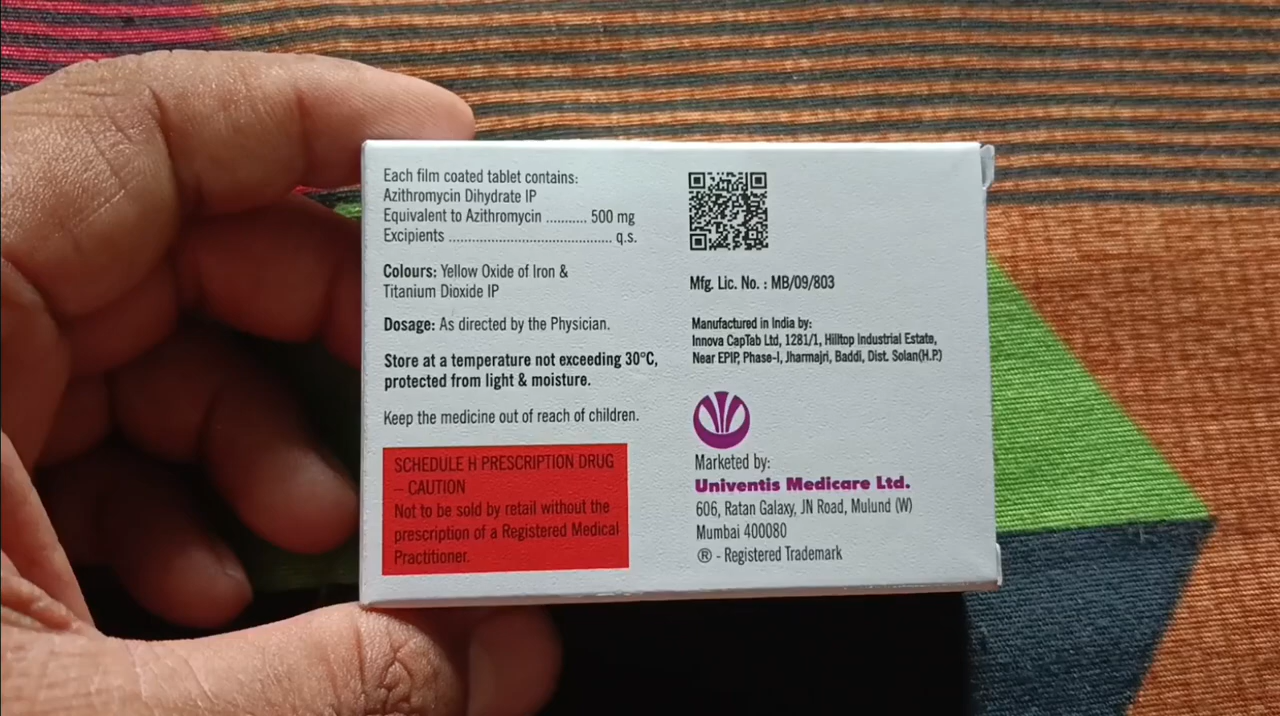 Each film coated tablet contains:
Azithromycin Dihydrate IP
Equivalent to Azithromycin ........... 500 mg
Excipients .......................................... q.s.
Colours: Yellow Oxide of Iron &
Titanium Dioxide IP
Dosage: As directed by the Physician.
Store at a temperature not exceeding 30°C,
protected from light & moisture.
Keep the medicine out of reach of children.
SCHEDULE H PRESCRIPTION DRUG
– CAUTION
Not to be sold by retail without the
prescription of a Registered Medical
Practitioner.
Mfg. Lic. No. : MB/09/803
Manufactured in India by:
Innova CapTab Ltd, 1281/1, Hilltop Industrial Estate,
Near EPIP, Phase-I, Jharmajri, Baddi, Dist. Solan(H.P.)
Marketed by:
Univentis Medicare Ltd.
606, Ratan Galaxy, JN Road, Mulund (W)
Mumbai 400080
® - Registered Trademark